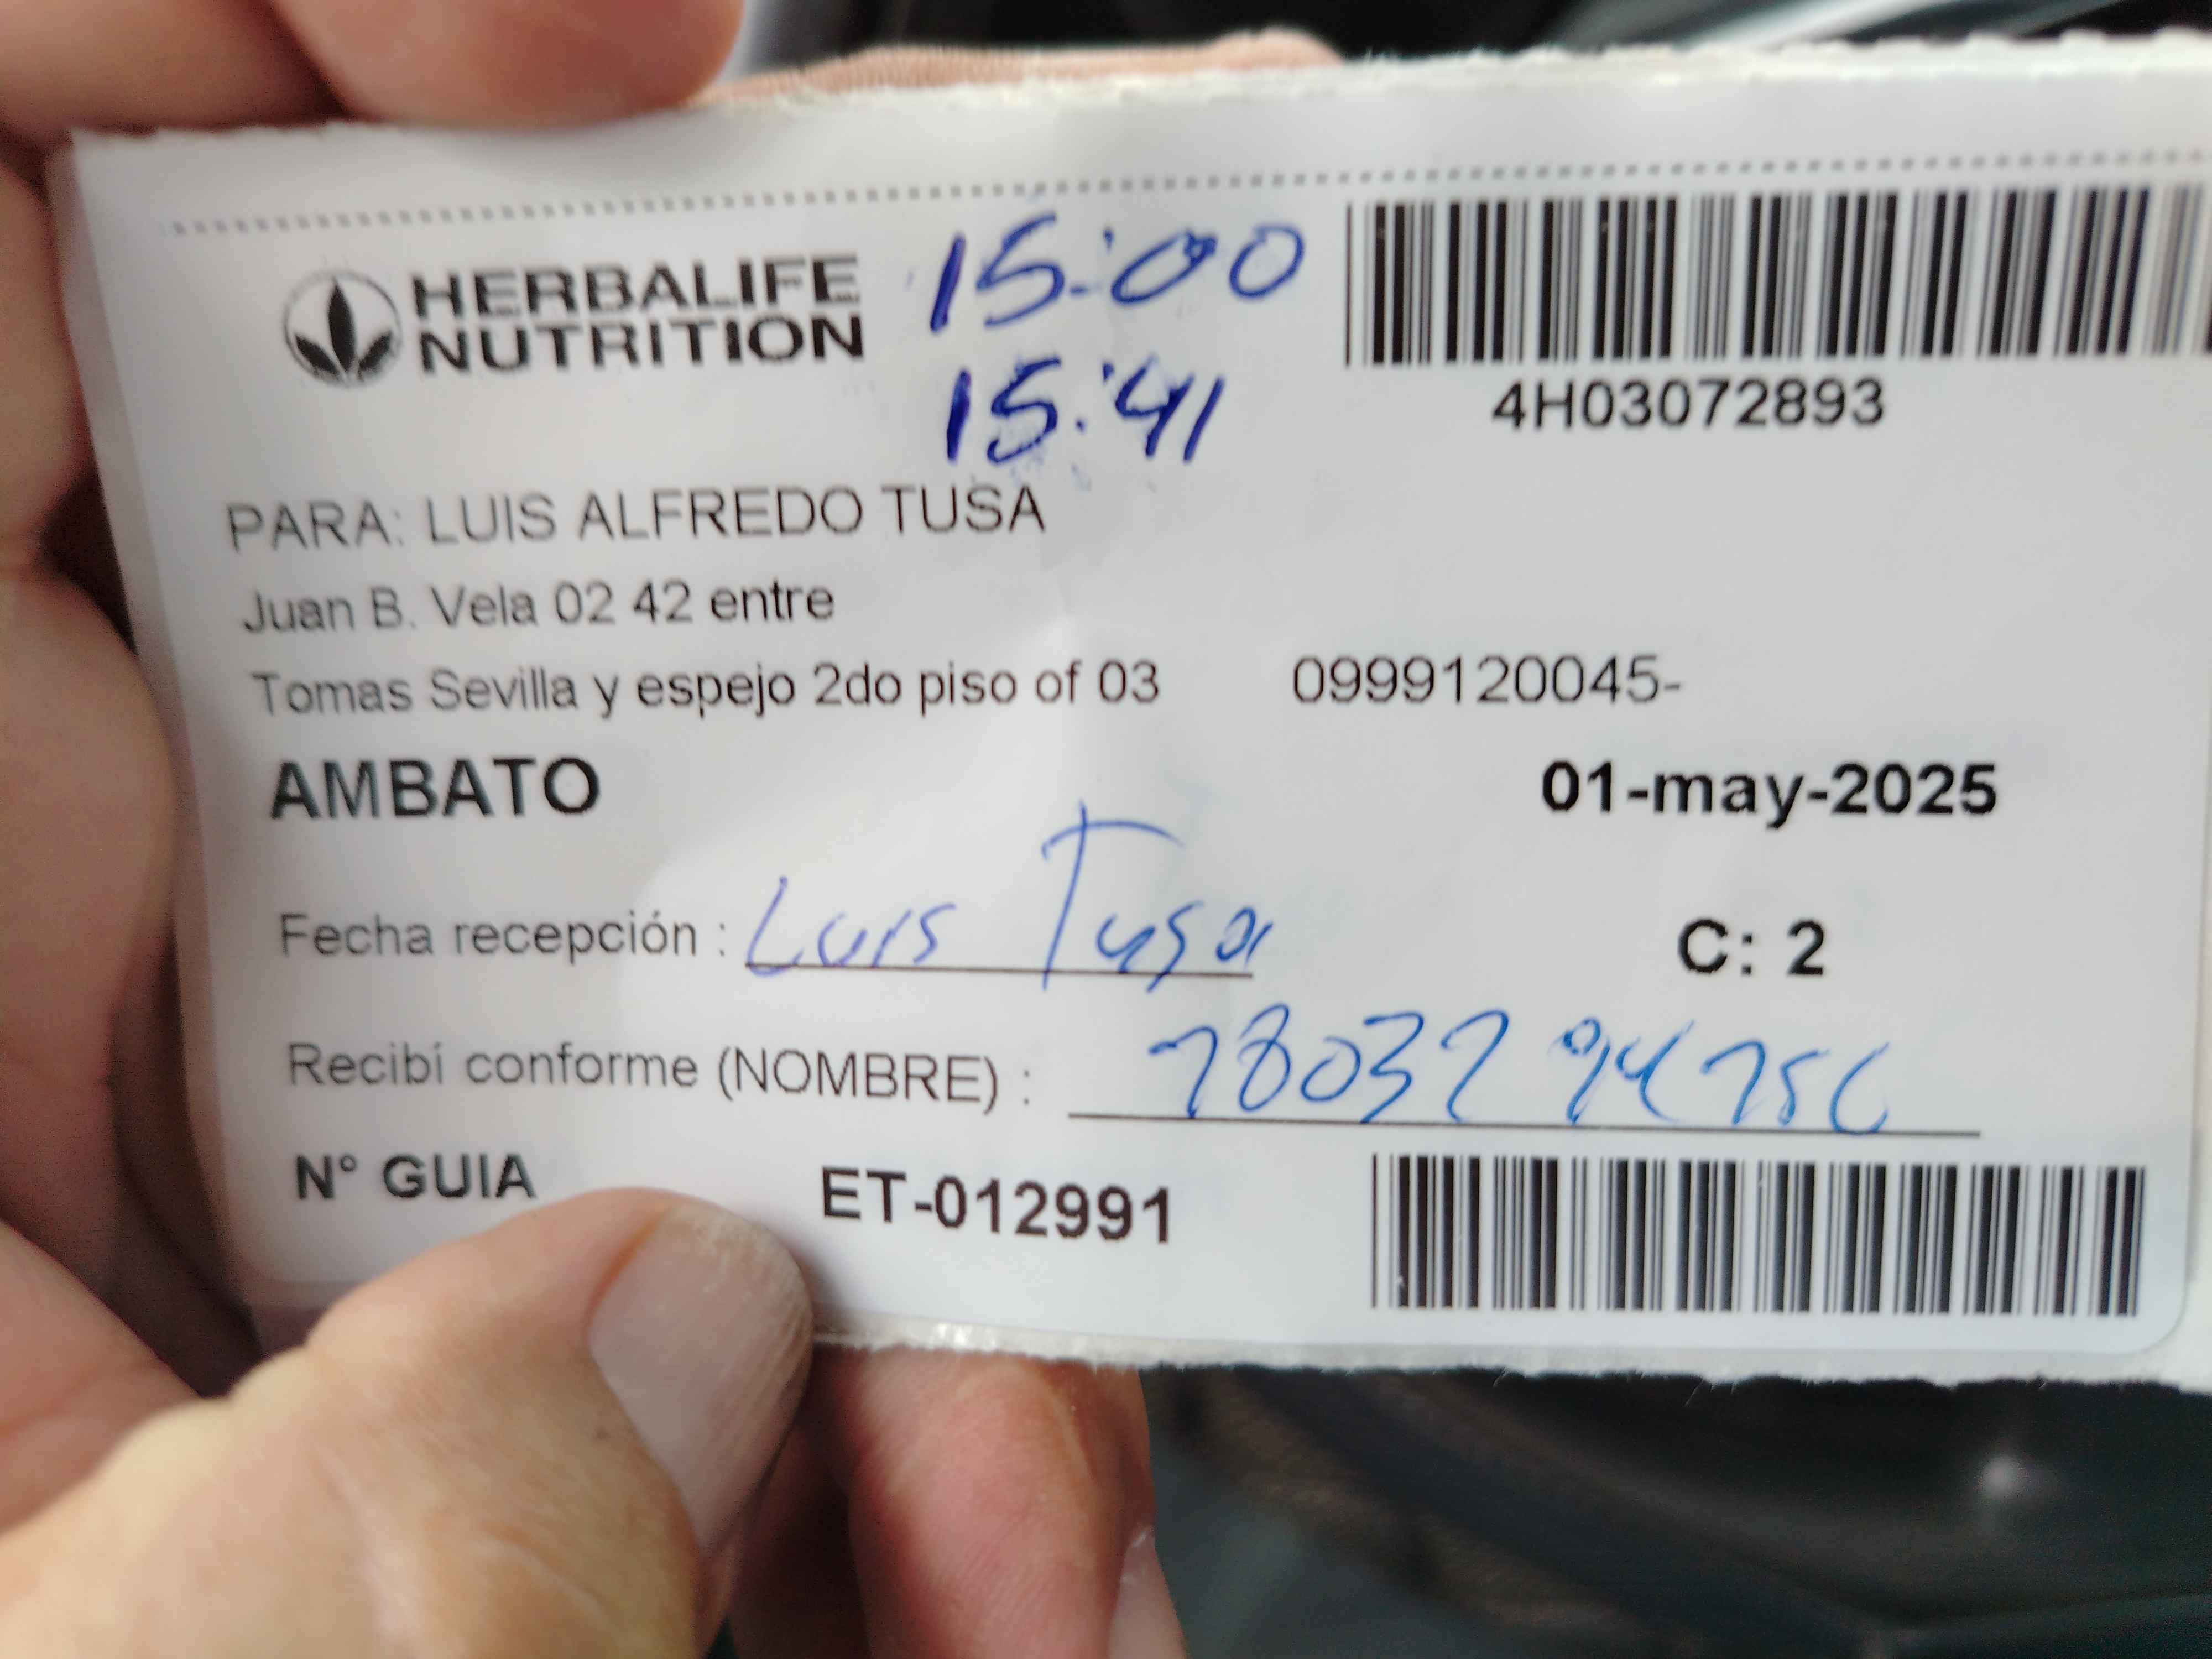 HERBALIFE
NUTRITION
15:00
15:41
4H03072893
PARA: LUIS ALFREDO TUSA
Juan B. Vela 02 42 entre
Tomas Sevilla y espejo 2do piso of 03 0999120045-
AMBATO 01-may-2025
Fecha recepción : Luis Tusa C: 2
Recibí conforme (NOMBRE) :
N° GUIA ET-012991